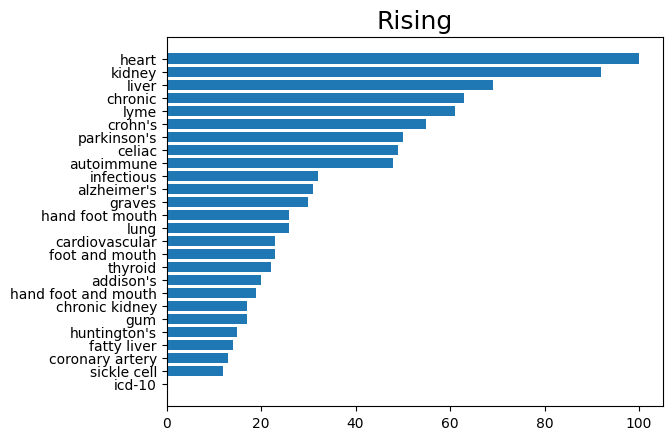 Rising
heart
kidney
liver
chronic
lyme
crohn's
parkinson's
celiac
autoimmune
infectious
alzheimer's
graves
hand foot mouth
lung
cardiovascular
foot and mouth
thyroid
addison's
hand foot and mouth
chronic kidney
gum
huntington's
fatty liver
coronary artery
sickle cell
icd-10
0 20 40 60 80 100